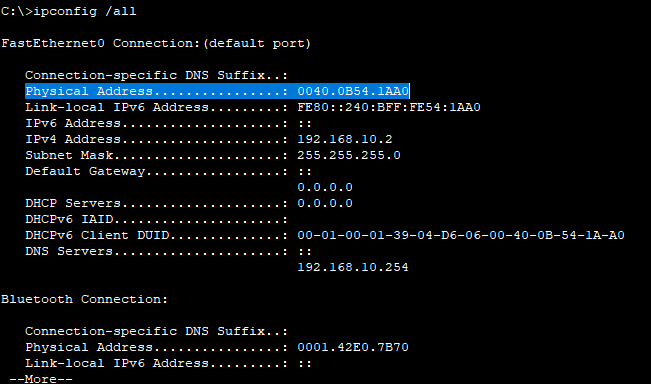 C:\>ipconfig /all
FastEthernet0 Connection:(default port)
Connection-specific DNS Suffix..:
Physical Address................: 0040.0B54.1AA0
Link-local IPv6 Address.........: FE80::240:BFF:FE54:1AA0
IPv6 Address....................: ::
IPv4 Address....................: 192.168.10.2
Subnet Mask.....................: 255.255.255.0
Default Gateway.................: ::
0.0.0.0
DHCP Servers....................: 0.0.0.0
DHCPv6 IAID.....................:
DHCPv6 Client DUID..............: 00-01-00-01-39-04-D6-06-00-40-0B-54-1A-A0
DNS Servers.....................: ::
192.168.10.254
Bluetooth Connection:
Connection-specific DNS Suffix..:
Physical Address................: 0001.42E0.7B70
Link-local IPv6 Address.........: ::
--More--